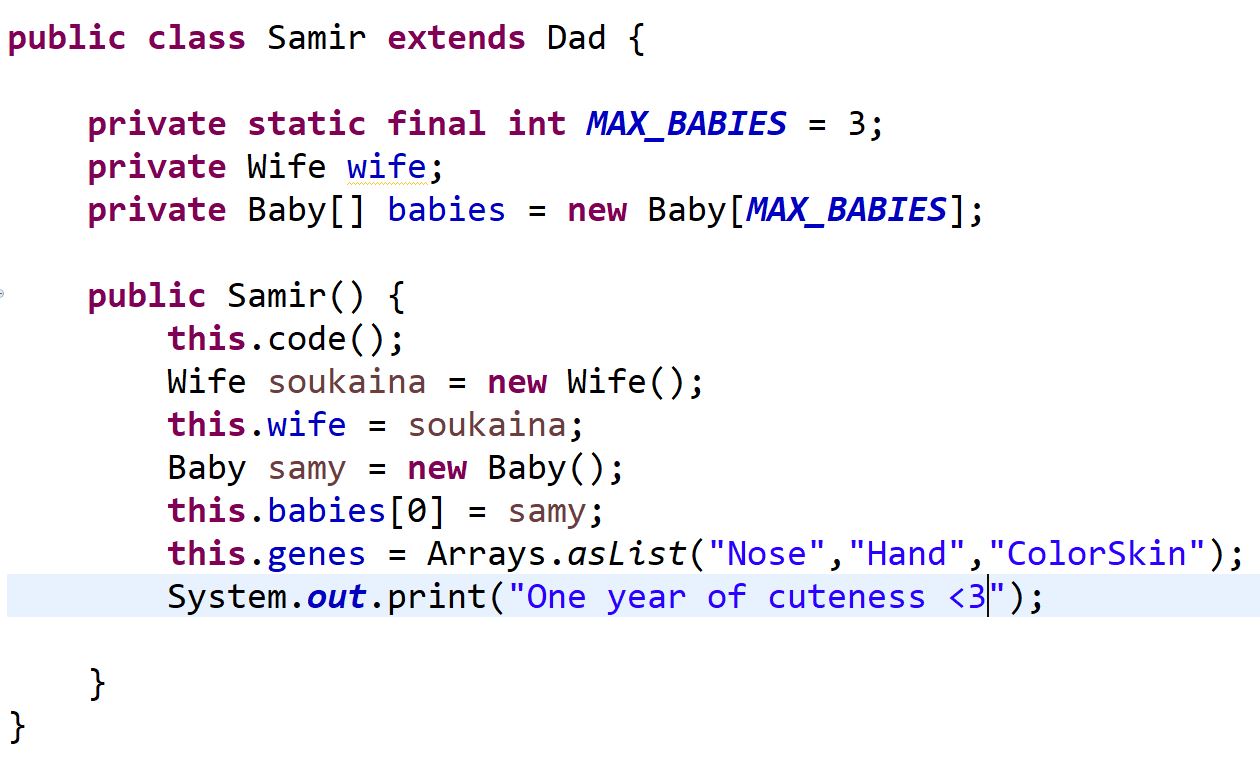 public class Samir extends Dad {
private static final int MAX_BABIES = 3;
private Wife wife;
private Baby[] babies = new Baby[MAX_BABIES];
public Samir() {
this.code();
Wife soukaina = new Wife();
this.wife = soukaina;
Baby samy = new Baby();
this.babies[0] = samy;
this.genes = Arrays.asList("Nose","Hand","ColorSkin");
System.out.print("One year of cuteness <3");
}
}